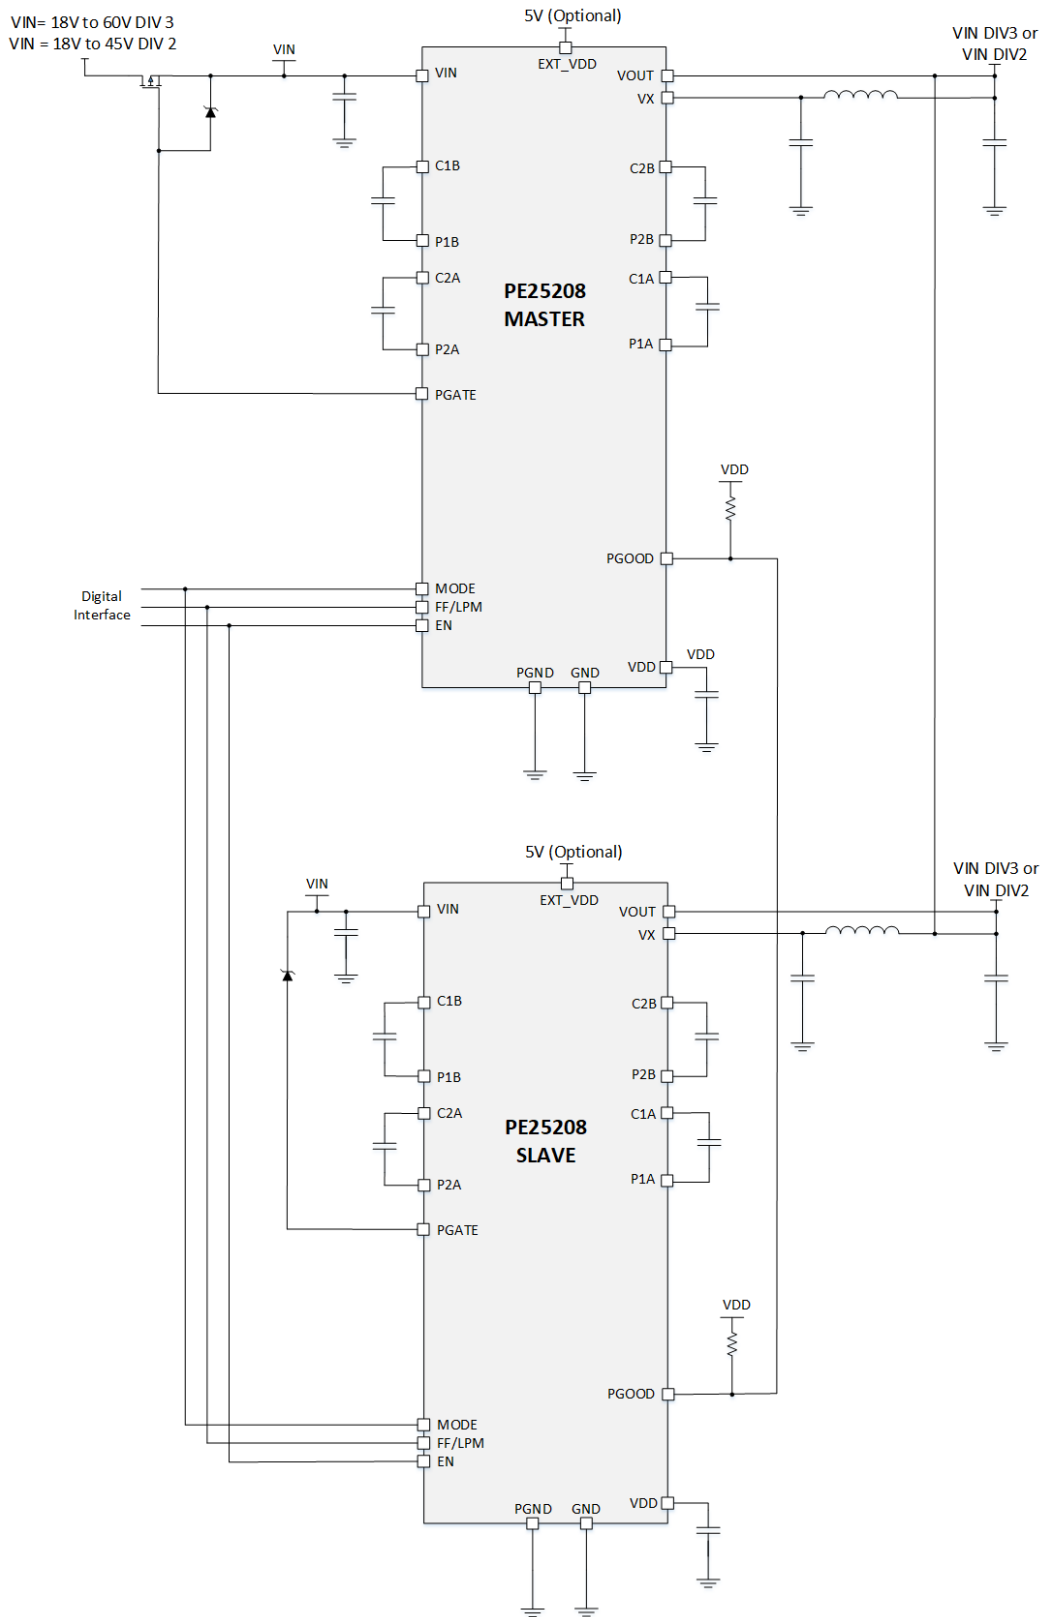 VIN= 18V to 60V DIV 3
VIN = 18V to 45V DIV 2
VIN
5V (Optional)
EXT_VDD
VIN DIV3 or
VIN DIV2
VIN
VOUT
VX
C1B
C2B
P1B
P2B
C2A
C1A
PE25208
MASTER
P2A
P1A
PGATE
VDD
PGOOD
Digital
Interface
MODE
FF/LPM
EN
VDD
VDD
PGND
GND
5V (Optional)
EXT_VDD
VIN DIV3 or
VIN DIV2
VIN
VIN
VOUT
VX
C1B
C2B
P1B
P2B
C2A
C1A
PE25208
SLAVE
P2A
P1A
PGATE
VDD
PGOOD
MODE
FF/LPM
EN
VDD
PGND
GND